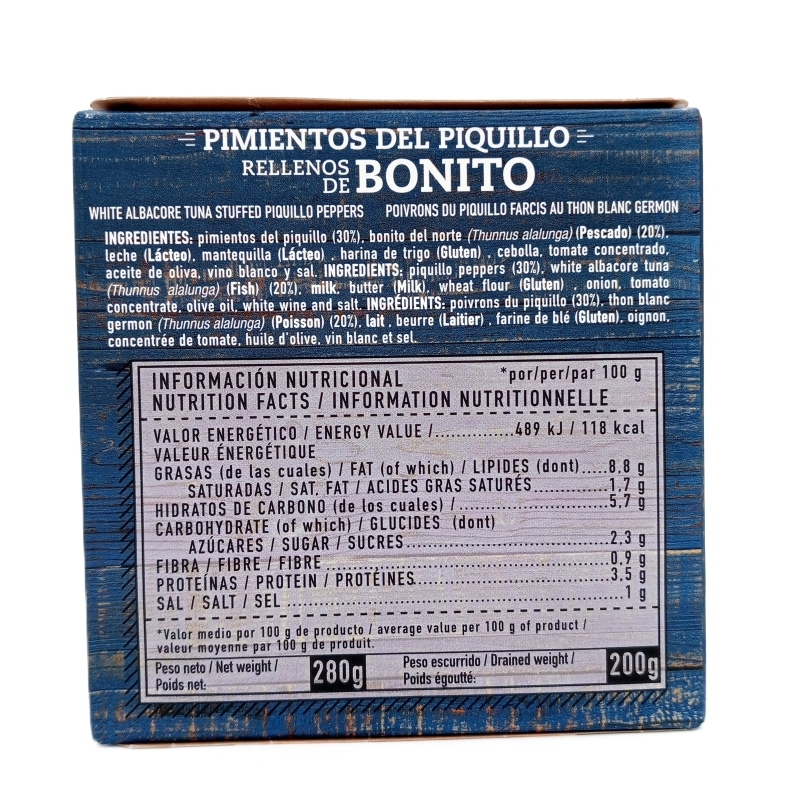 PIMIENTOS DEL PIQUILLO
RELLENOS DE BONITO
WHITE ALBACORE TUNA STUFFED PIQUILLO PEPPERS POIVRONS DU PIQUILLO FARCIS AU THON BLANC GERMON
INGREDIENTES: pimientos del piquillo (30%), bonito del norte (Thunnus alalunga) (Pescado) (20%),
leche (Lácteo), mantequilla (Lácteo) , harina de trigo (Gluten) , cebolla, tomate concentrado,
aceite de oliva, vino blanco y sal. INGREDIENTS: piquillo peppers (30%), white albacore tuna
(Thunnus alalunga) (Fish) (20%), milk, butter (Milk), wheat flour (Gluten) , onion, tomato
concentrate, olive oil, white wine and salt. INGRÉDIENTS: poivrons du piquillo (30%), thon blanc
germon (Thunnus alalunga) (Poisson) (20%), lait , beurre (Laitier) , farine de blé (Gluten), oignon,
concentrée de tomate, huile d'olive, vin blanc et sel.
INFORMACIÓN NUTRICIONAL *por/per/par 100 g
NUTRITION FACTS / INFORMATION NUTRITIONNELLE
VALOR ENERGÉTICO / ENERGY VALUE /...............489 kJ / 118 kcal
VALEUR ÉNERGÉTIQUE
GRASAS (de las cuales) / FAT (of which) / LIPIDES (dont).....8,8 g
SATURADAS / SAT. FAT / ACIDES GRAS SATURÉS..............1,7 g
HIDRATOS DE CARBONO (de los cuales) /......................5,7 g
CARBOHYDRATE (of which) / GLUCIDES (dont)
AZÚCARES / SUGAR / SUCRES..............................2,3 g
FIBRA / FIBRE / FIBRE..........................................0,9 g
PROTEÍNAS / PROTEIN / PROTÉINES............................3,5 g
SAL / SALT / SEL................................................1 g
*Valor medio por 100 g de producto / average value per 100 g of product /
valeur moyenne par 100 g de produit.
Peso neto / Net weight / Poids net: 280g
Peso escurrido / Drained weight / Poids égoutté: 200g